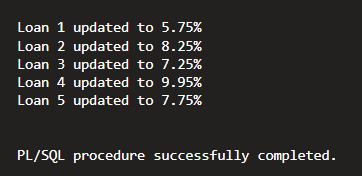 Loan 1 updated to 5.75%
Loan 2 updated to 8.25%
Loan 3 updated to 7.25%
Loan 4 updated to 9.95%
Loan 5 updated to 7.75%
PL/SQL procedure successfully completed.